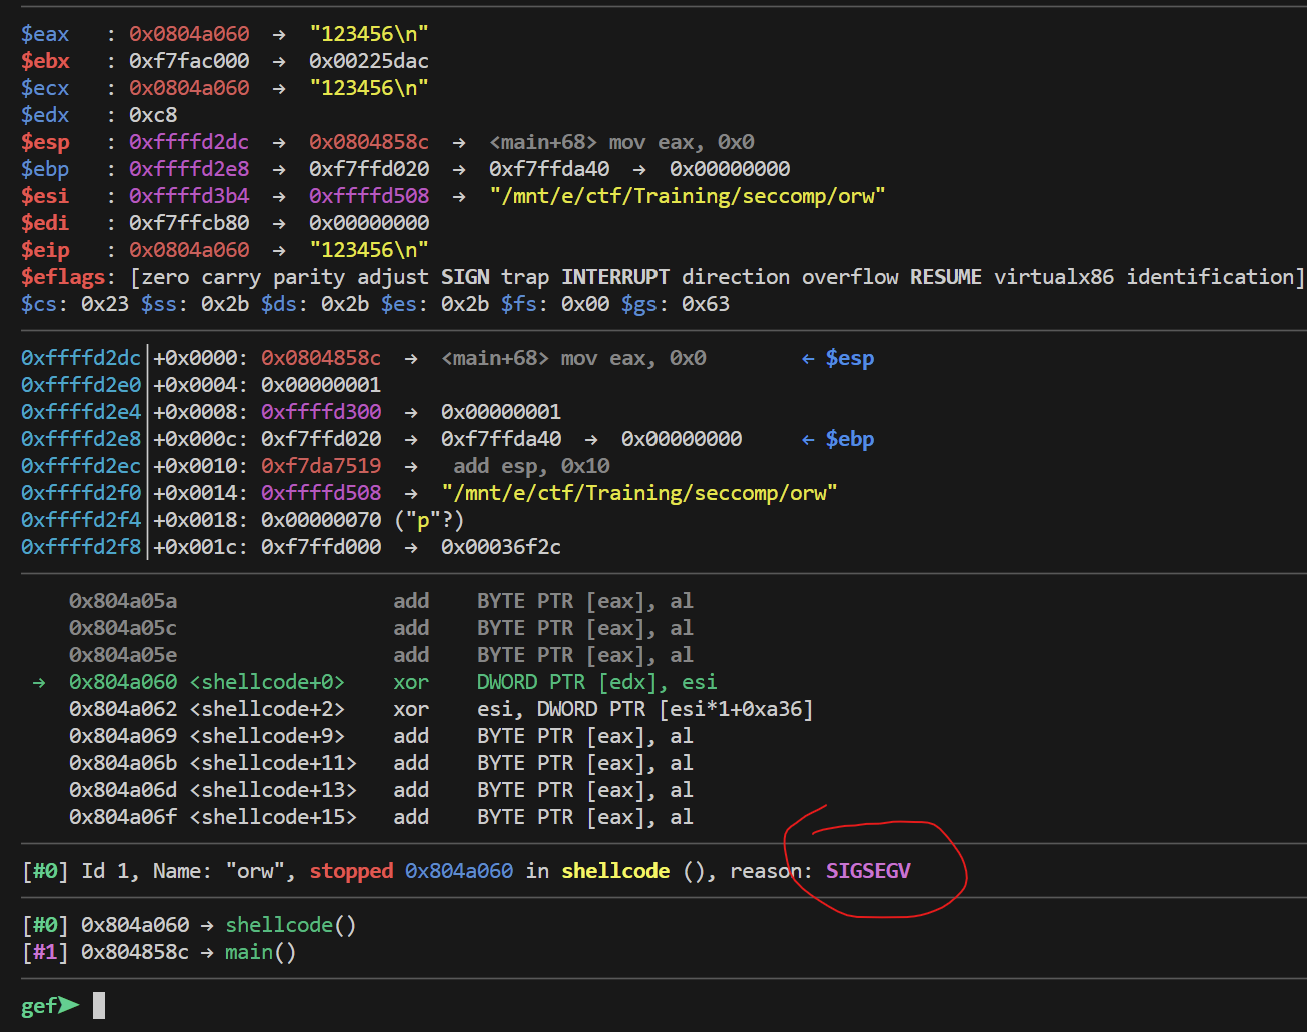 $eax   : 0x0804a060  →  "123456\n"
$ebx   : 0xf7fac000  →  0x00225dac
$ecx   : 0x0804a060  →  "123456\n"
$edx   : 0xc8
$esp   : 0xffffd2dc  →  0x0804858c  →  <main+68> mov eax, 0x0
$ebp   : 0xffffd2e8  →  0xf7ffd020  →  0xf7ffda40  →  0x00000000
$esi   : 0xffffd3b4  →  0xffffd508  →  "/mnt/e/ctf/Training/seccomp/orw"
$edi   : 0xf7ffcb80  →  0x00000000
$eip   : 0x0804a060  →  "123456\n"
$eflags: [zero carry parity adjust SIGN trap INTERRUPT direction overflow RESUME virtualx86 identification]
$cs: 0x23 $ss: 0x2b $ds: 0x2b $es: 0x2b $fs: 0x00 $gs: 0x63
0xffffd2dc│+0x0000: 0x0804858c  →  <main+68> mov eax, 0x0        ← $esp
0xffffd2e0│+0x0004: 0x00000001
0xffffd2e4│+0x0008: 0xffffd300  →  0x00000001
0xffffd2e8│+0x000c: 0xf7ffd020  →  0xf7ffda40  →  0x00000000     ← $ebp
0xffffd2ec│+0x0010: 0xf7da7519  →   add esp, 0x10
0xffffd2f0│+0x0014: 0xffffd508  →  "/mnt/e/ctf/Training/seccomp/orw"
0xffffd2f4│+0x0018: 0x00000070 ("p"?)
0xffffd2f8│+0x001c: 0xf7ffd000  →  0x00036f2c
0x804a05a                  add    BYTE PTR [eax], al
0x804a05c                  add    BYTE PTR [eax], al
0x804a05e                  add    BYTE PTR [eax], al
→  0x804a060 <shellcode+0>    xor    DWORD PTR [edx], esi
0x804a062 <shellcode+2>    xor    esi, DWORD PTR [esi*1+0xa36]
0x804a069 <shellcode+9>    add    BYTE PTR [eax], al
0x804a06b <shellcode+11>   add    BYTE PTR [eax], al
0x804a06d <shellcode+13>   add    BYTE PTR [eax], al
0x804a06f <shellcode+15>   add    BYTE PTR [eax], al
[#0] Id 1, Name: "orw", stopped 0x804a060 in shellcode (), reason: SIGSEGV
[#0] 0x804a060 → shellcode()
[#1] 0x804858c → main()
gef➤